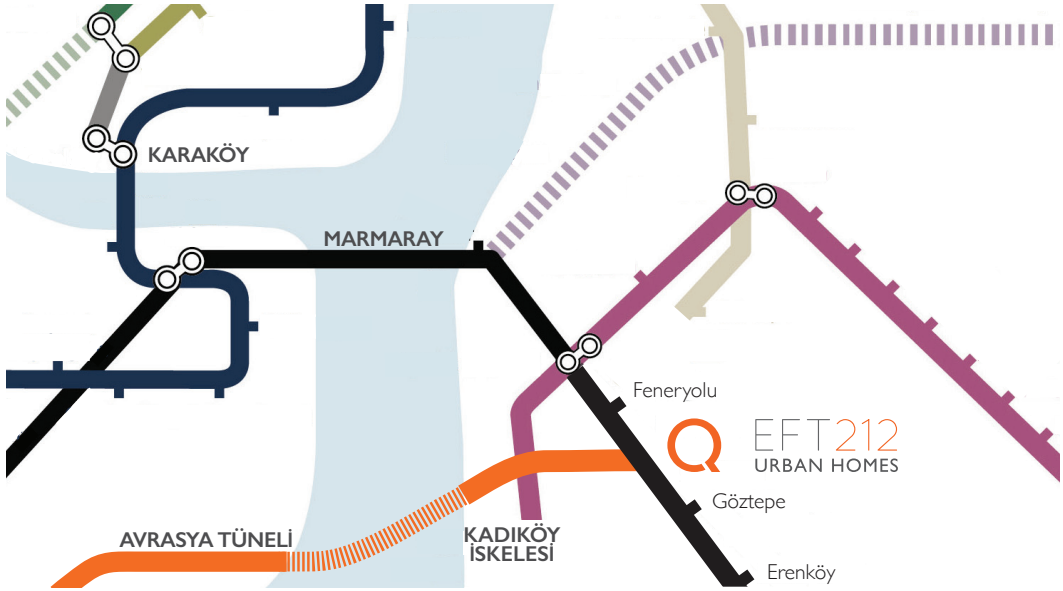 KARAKÖY
MARMARAY
Feneryolu
EFT212
URBAN HOMES
Göztepe
AVRASYA TÜNELİ
KADIKÖY
İSKELESİ
Erenköy